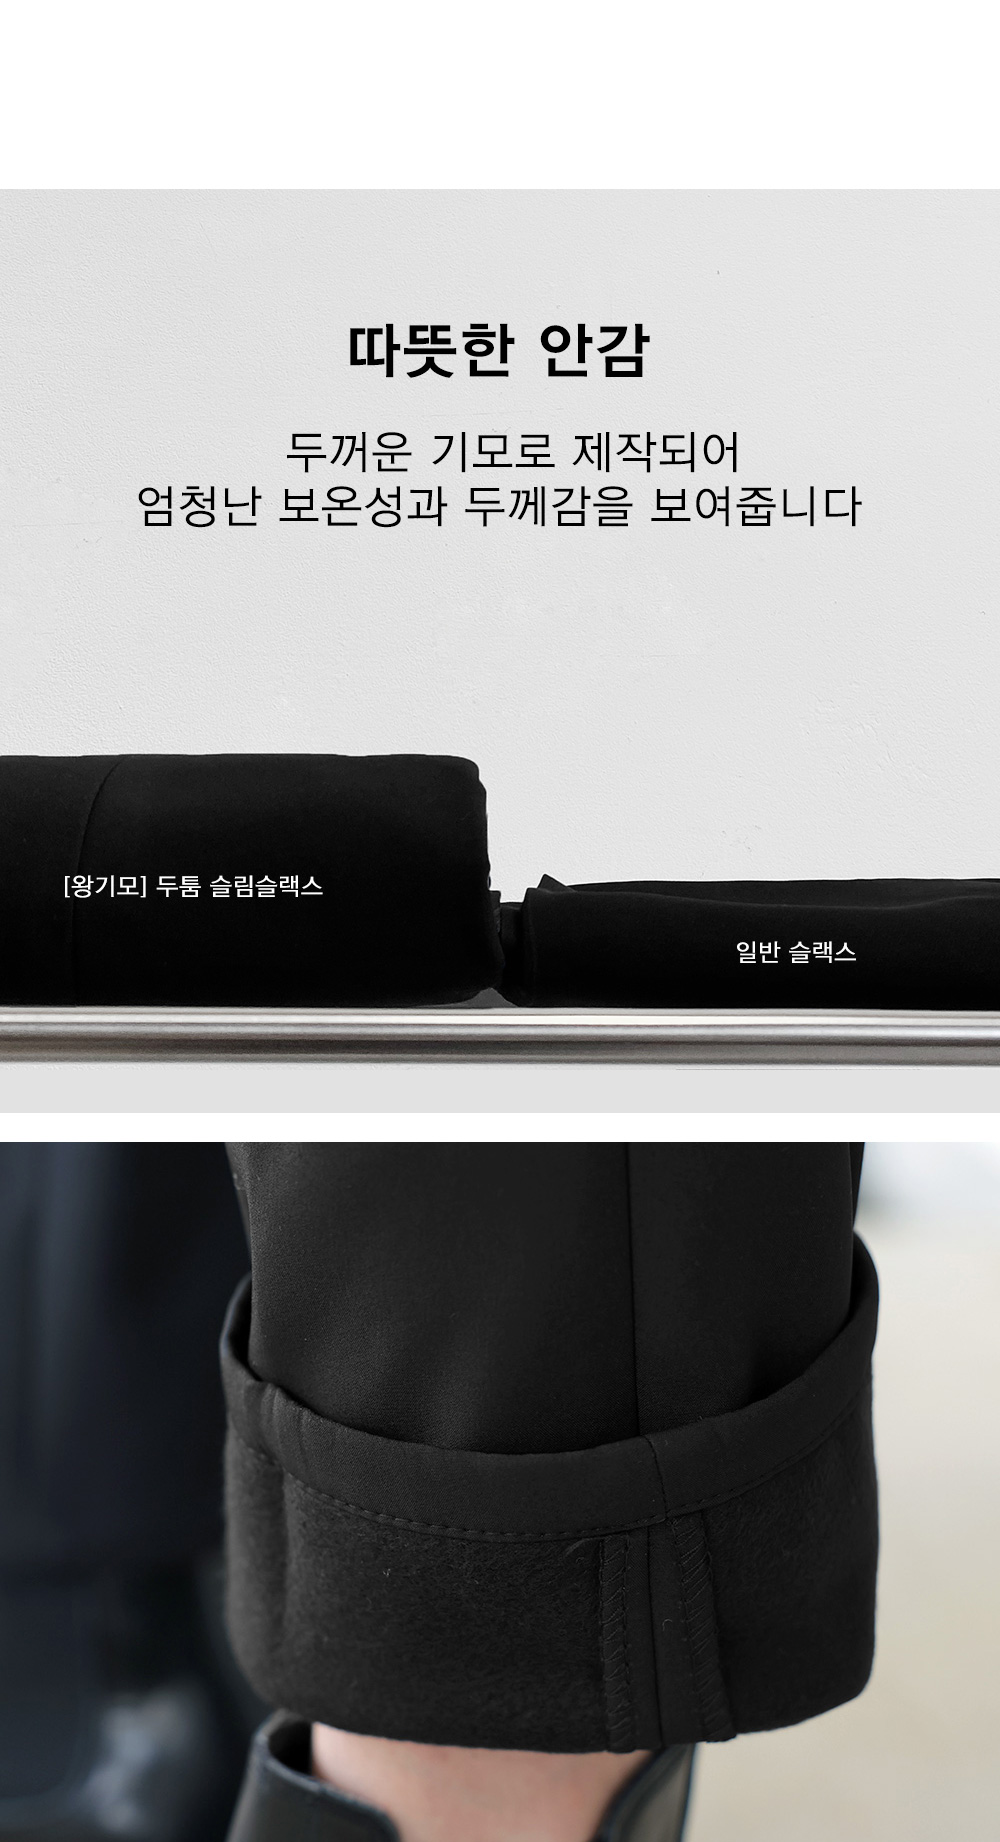 따뜻한 안감
두꺼운 기모로 제작되어
엄청난 보온성과 두께감을 보여줍니다
[왕기모] 두툼 슬림슬랙스
일반 슬랙스